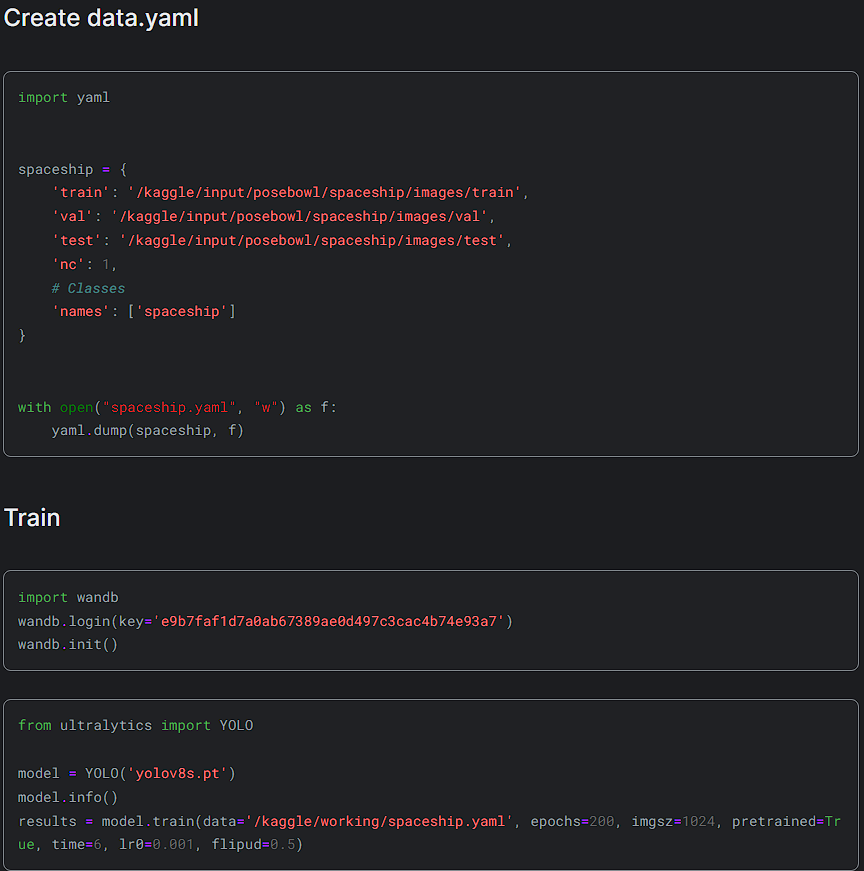 Create data.yaml
import yaml
spaceship = {
    'train': '/kaggle/input/posebowl/spaceship/images/train',
    'val': '/kaggle/input/posebowl/spaceship/images/val',
    'test': '/kaggle/input/posebowl/spaceship/images/test',
    'nc': 1,
    # Classes
    'names': ['spaceship']
}
with open("spaceship.yaml", "w") as f:
    yaml.dump(spaceship, f)
Train
import wandb
wandb.login(key='e9b7faf1d7a0ab67389ae0d497c3cac4b74e93a7')
wandb.init()
from ultralytics import YOLO
model = YOLO('yolov8s.pt')
model.info()
results = model.train(data='/kaggle/working/spaceship.yaml', epochs=200, imgsz=1024, pretrained=Tr
ue, time=6, lr0=0.001, flipud=0.5)